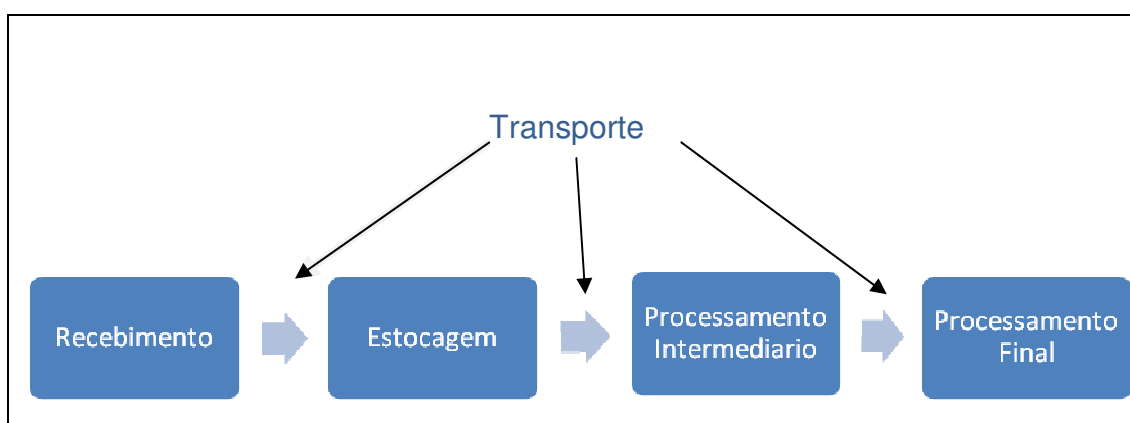 Transporte
Recebimento
Estocagem
Processamento
Intermediario
Processamento
Final